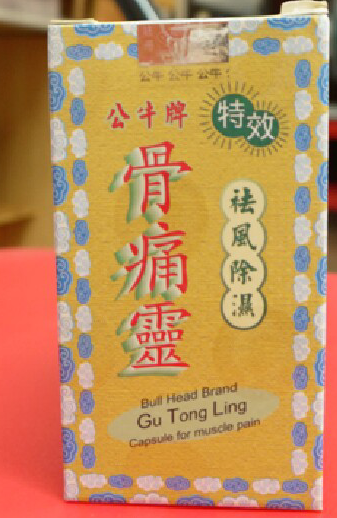 公牛 公牛 公牛
公牛牌
特效
骨痛靈
祛風除濕
Bull Head Brand
Gu Tong Ling
Capsule for muscle pain